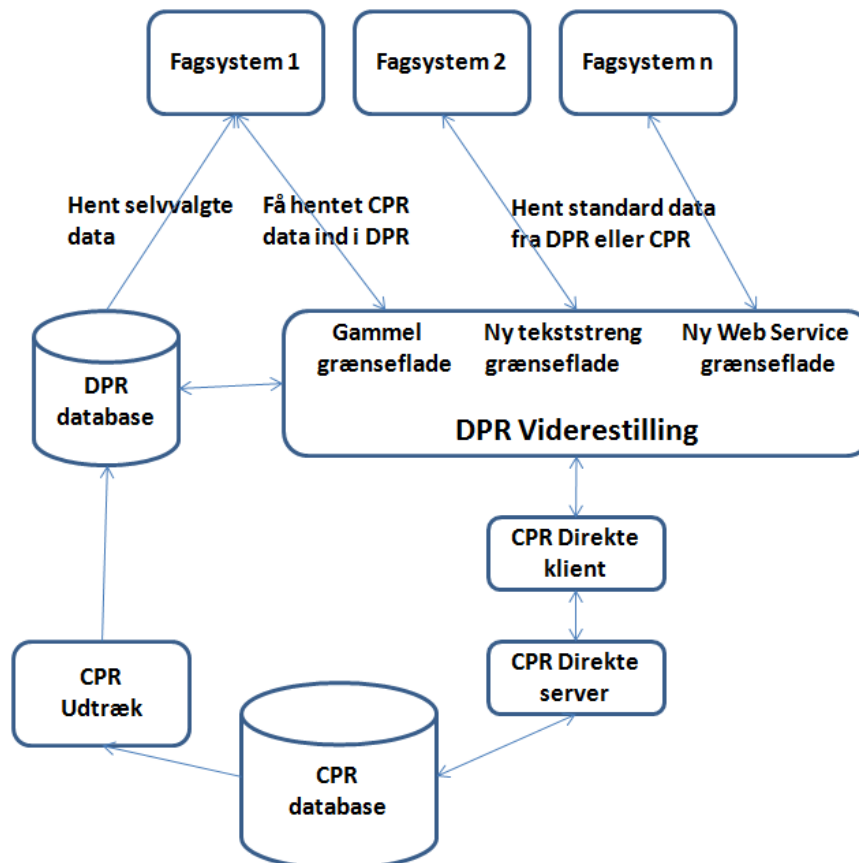 Fagsystem 1
Fagsystem 2
Fagsystem n
Hent selvvalgte
data
Få hentet CPR
data ind i DPR
Hent standard data
fra DPR eller CPR
DPR
database
Gammel
grænseflade
Ny tekststreng
grænseflade
Ny Web Service
grænseflade
DPR Viderestilling
CPR Direkte
klient
CPR Direkte
server
CPR
Udtræk
CPR
database